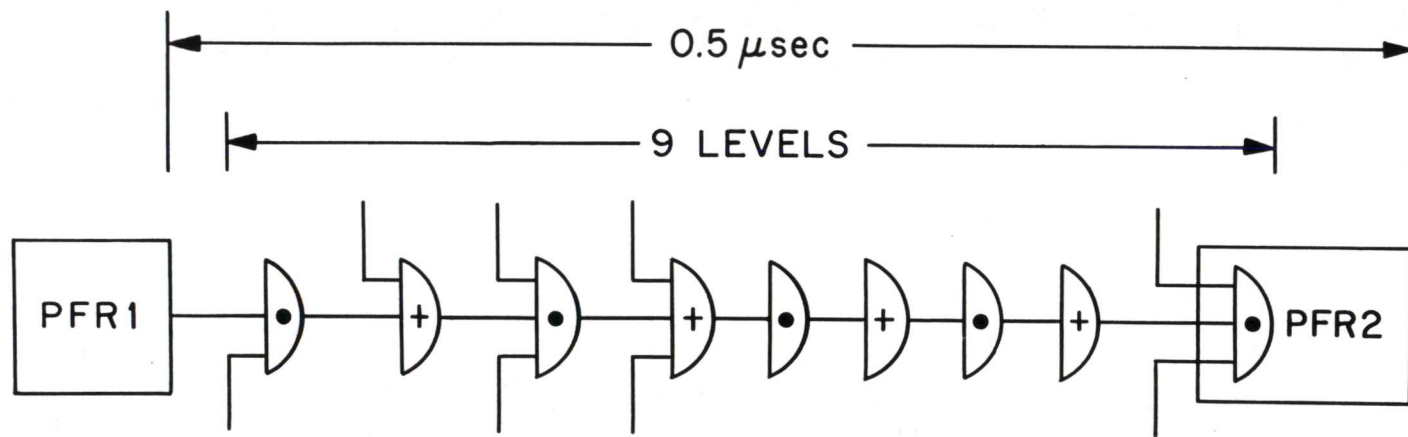 0.5 μsec
9 LEVELS
PFR1
• + • + • + • + •
PFR2